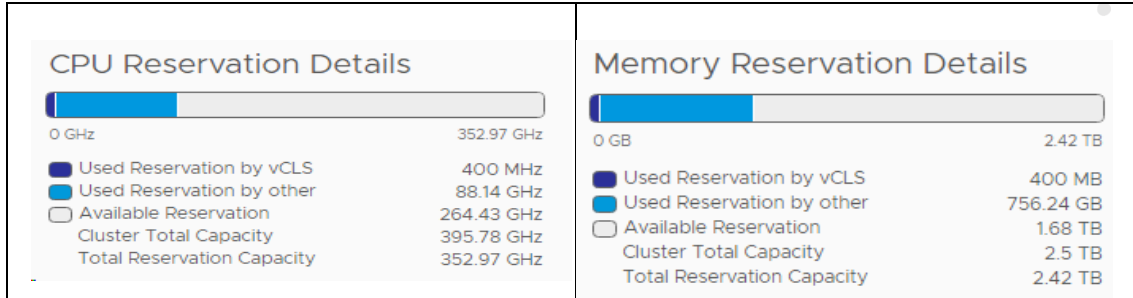 CPU Reservation Details
0 GHz 352.97 GHz
Used Reservation by vCLS 400 MHz
Used Reservation by other 88.14 GHz
Available Reservation 264.43 GHz
Cluster Total Capacity 395.78 GHz
Total Reservation Capacity 352.97 GHz
Memory Reservation Details
0 GB 2.42 TB
Used Reservation by vCLS 400 MB
Used Reservation by other 756.24 GB
Available Reservation 1.68 TB
Cluster Total Capacity 2.5 TB
Total Reservation Capacity 2.42 TB